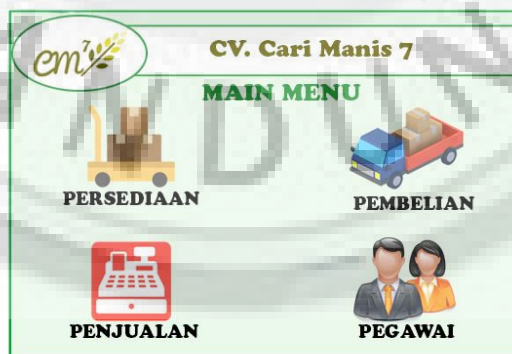 cm7
CV. Cari Manis 7
MAIN MENU
PERSEDIAAN
PEMBELIAN
PENJUALAN
PEGAWAI